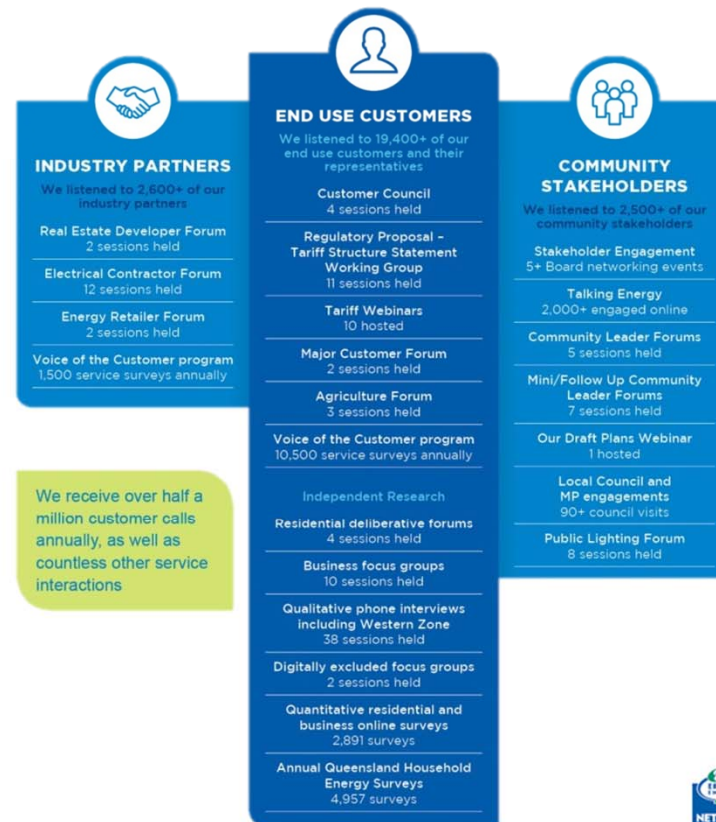 INDUSTRY PARTNERS
We listened to 2,600+ of our
industry partners
Real Estate Developer Forum
2 sessions held
Electrical Contractor Forum
12 sessions held
Energy Retailer Forum
2 sessions held
Voice of the Customer program
1,500 service surveys annually
We receive over half a
million customer calls
annually, as well as
countless other service
interactions
END USE CUSTOMERS
We listened to 19,400+ of our
end use customers and their
representatives
Customer Council
4 sessions held
Regulatory Proposal –
Tariff Structure Statement
Working Group
11 sessions held
Tariff Webinars
10 hosted
Major Customer Forum
2 sessions held
Agriculture Forum
3 sessions held
Voice of the Customer program
10,500 service surveys annually
Independent Research
Residential deliberative forums
4 sessions held
Business focus groups
10 sessions held
Qualitative phone interviews
including Western Zone
38 sessions held
Digitally excluded focus groups
2 sessions held
Quantitative residential and
business online surveys
2,891 surveys
Annual Queensland Household
Energy Surveys
4,957 surveys
COMMUNITY
STAKEHOLDERS
We listened to 2,500+ of our
community stakeholders
Stakeholder Engagement
5+ Board networking events
Talking Energy
2,000+ engaged online
Community Leader Forums
5 sessions held
Mini/Follow Up Community
Leader Forums
7 sessions held
Our Draft Plans Webinar
1 hosted
Local Council and
MP engagements
90+ council visits
Public Lighting Forum
8 sessions held
NET